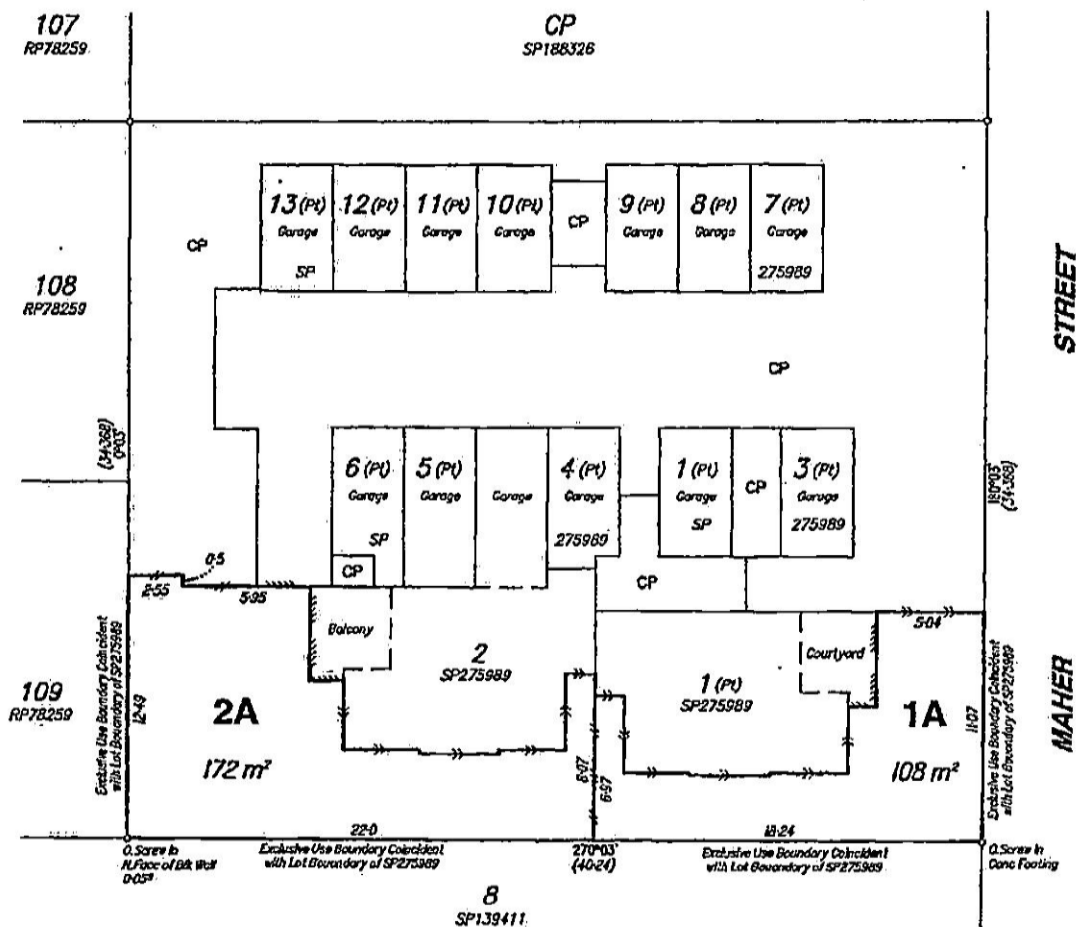 107
RP78259
CP
SP188326
13 (Pt)
Garage
SP
12 (Pt)
Garage
11 (Pt)
Garage
10 (Pt)
Garage
CP
9 (Pt)
Garage
8 (Pt)
Garage
7 (Pt)
Garage
275989
CP
108
RP78259
STREET
CP
(34·368)
0°03'
180°03'
(34·368)
6 (Pt)
Garage
SP
5 (Pt)
Garage
Garage
4 (Pt)
Garage
275989
1 (Pt)
Garage
SP
CP
3 (Pt)
Garage
275989
CP
CP
0·5
2·55
5·95
5·04
Balcony
2
SP275989
Courtyard
1 (Pt)
SP275989
109
RP78259
Exclusive Use Boundary Coincident
with Lot Boundary of SP275989
12·49
2A
172 m²
6·97
1A
108 m²
11·07
Exclusive Use Boundary Coincident
with Lot Boundary of SP275989
MAHER
22·0
18·24
O.Screw In
N.Face of Blk Wall
Exclusive Use Boundary Coincident
with Lot Boundary of SP275989
270°03'
(40·24)
Exclusive Use Boundary Coincident
with Lot Boundary of SP275989
O.Screw In
Conc Footing
8
SP139411